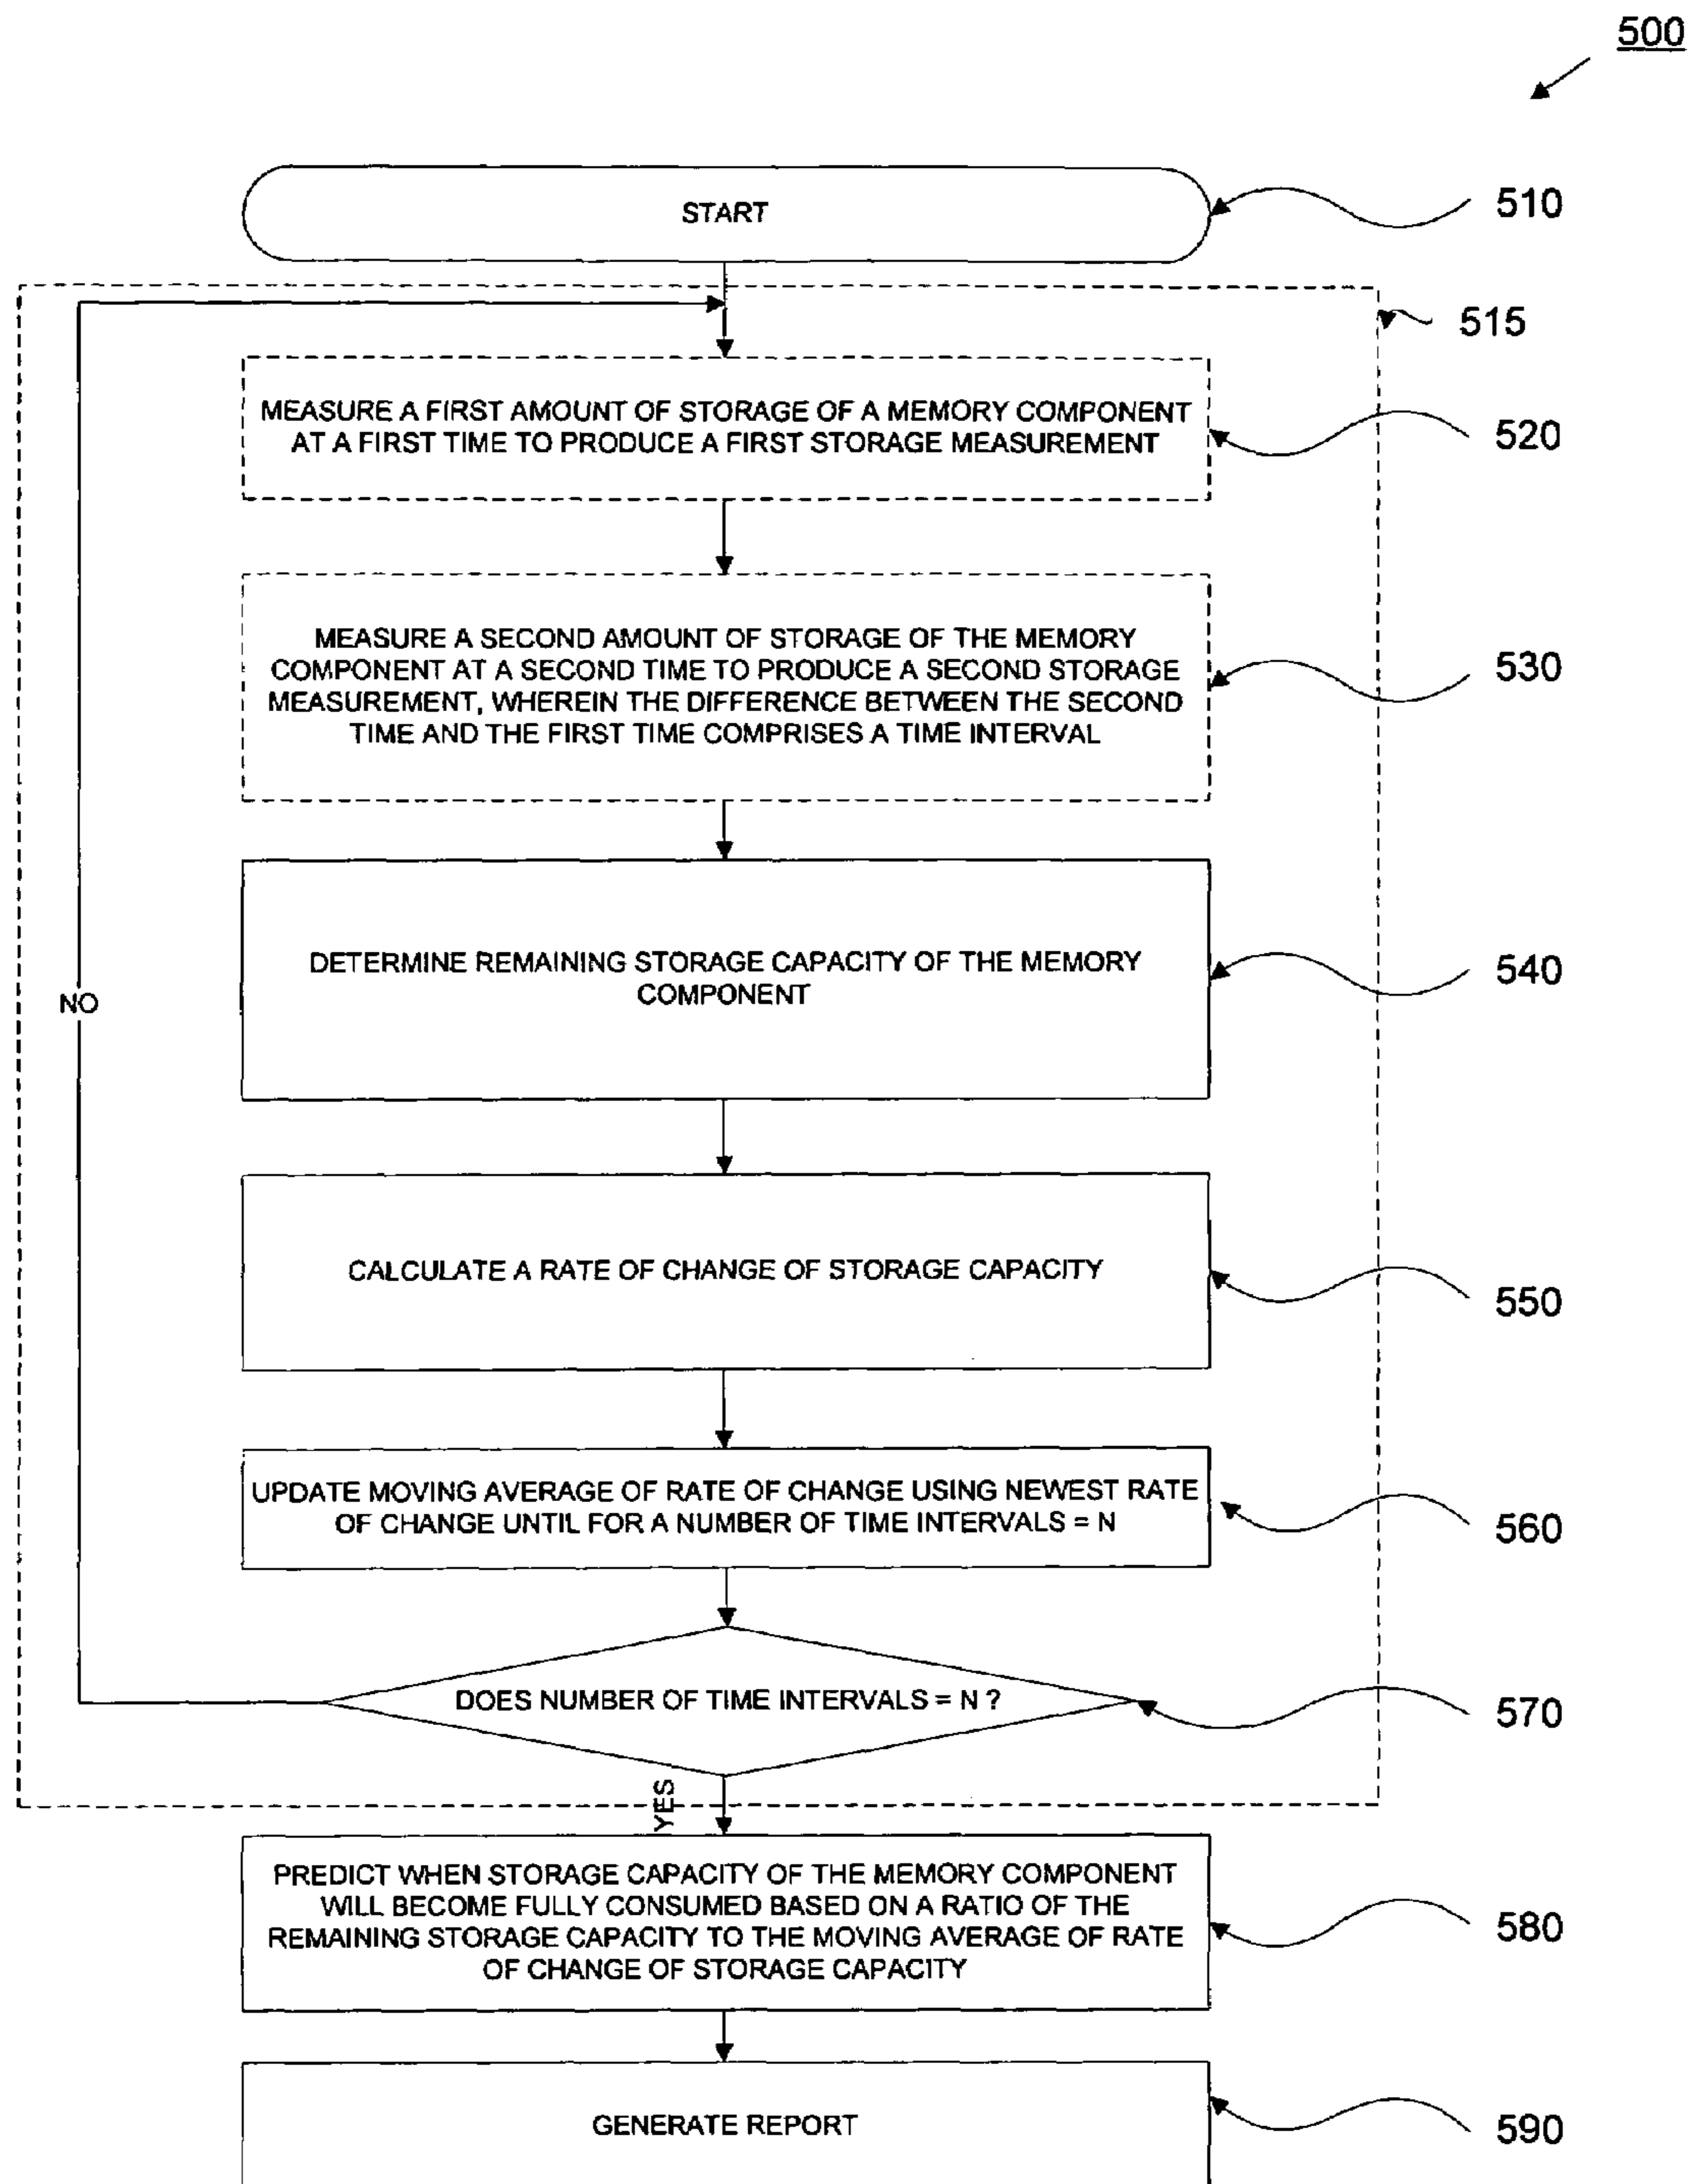 500
START
510
515
MEASURE A FIRST AMOUNT OF STORAGE OF A MEMORY COMPONENT
AT A FIRST TIME TO PRODUCE A FIRST STORAGE MEASUREMENT
520
MEASURE A SECOND AMOUNT OF STORAGE OF THE MEMORY
COMPONENT AT A SECOND TIME TO PRODUCE A SECOND STORAGE
MEASUREMENT, WHEREIN THE DIFFERENCE BETWEEN THE SECOND
TIME AND THE FIRST TIME COMPRISES A TIME INTERVAL
530
DETERMINE REMAINING STORAGE CAPACITY OF THE MEMORY
COMPONENT
540
NO
CALCULATE A RATE OF CHANGE OF STORAGE CAPACITY
550
UPDATE MOVING AVERAGE OF RATE OF CHANGE USING NEWEST RATE
OF CHANGE UNTIL FOR A NUMBER OF TIME INTERVALS = N
560
DOES NUMBER OF TIME INTERVALS = N ?
570
YES
PREDICT WHEN STORAGE CAPACITY OF THE MEMORY COMPONENT
WILL BECOME FULLY CONSUMED BASED ON A RATIO OF THE
REMAINING STORAGE CAPACITY TO THE MOVING AVERAGE OF RATE
OF CHANGE OF STORAGE CAPACITY
580
GENERATE REPORT
590